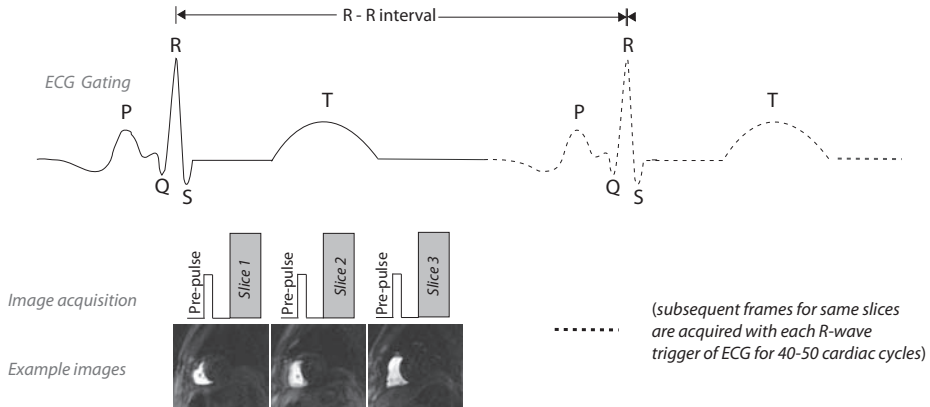 R - R interval
R
R
ECG Gating
P
T
P
T
Q
S
Q
S
Pre-pulse
Slice 1
Pre-pulse
Slice 2
Pre-pulse
Slice 3
Image acquisition
(subsequent frames for same slices
are acquired with each R-wave
trigger of ECG for 40-50 cardiac cycles)
Example images